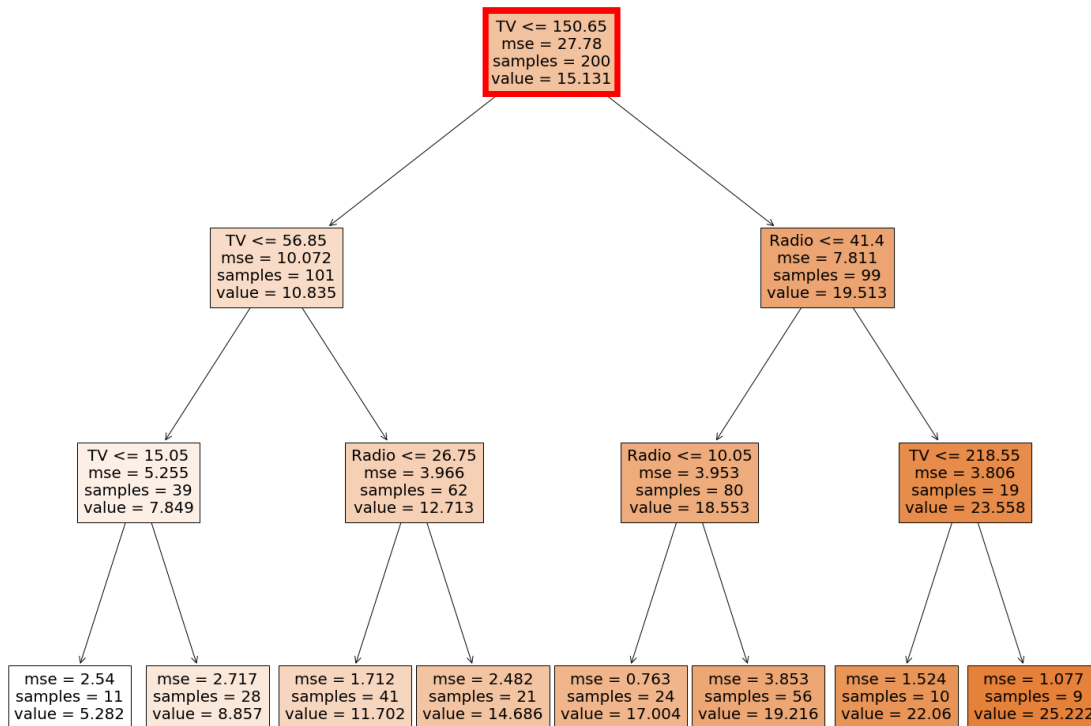 TV <= 150.65
mse = 27.78
samples = 200
value = 15.131
TV <= 56.85
mse = 10.072
samples = 101
value = 10.835
Radio <= 41.4
mse = 7.811
samples = 99
value = 19.513
TV <= 15.05
mse = 5.255
samples = 39
value = 7.849
Radio <= 26.75
mse = 3.966
samples = 62
value = 12.713
Radio <= 10.05
mse = 3.953
samples = 80
value = 18.553
TV <= 218.55
mse = 3.806
samples = 19
value = 23.558
mse = 2.54
samples = 11
value = 5.282
mse = 2.717
samples = 28
value = 8.857
mse = 1.712
samples = 41
value = 11.702
mse = 2.482
samples = 21
value = 14.686
mse = 0.763
samples = 24
value = 17.004
mse = 3.853
samples = 56
value = 19.216
mse = 1.524
samples = 10
value = 22.06
mse = 1.077
samples = 9
value = 25.222